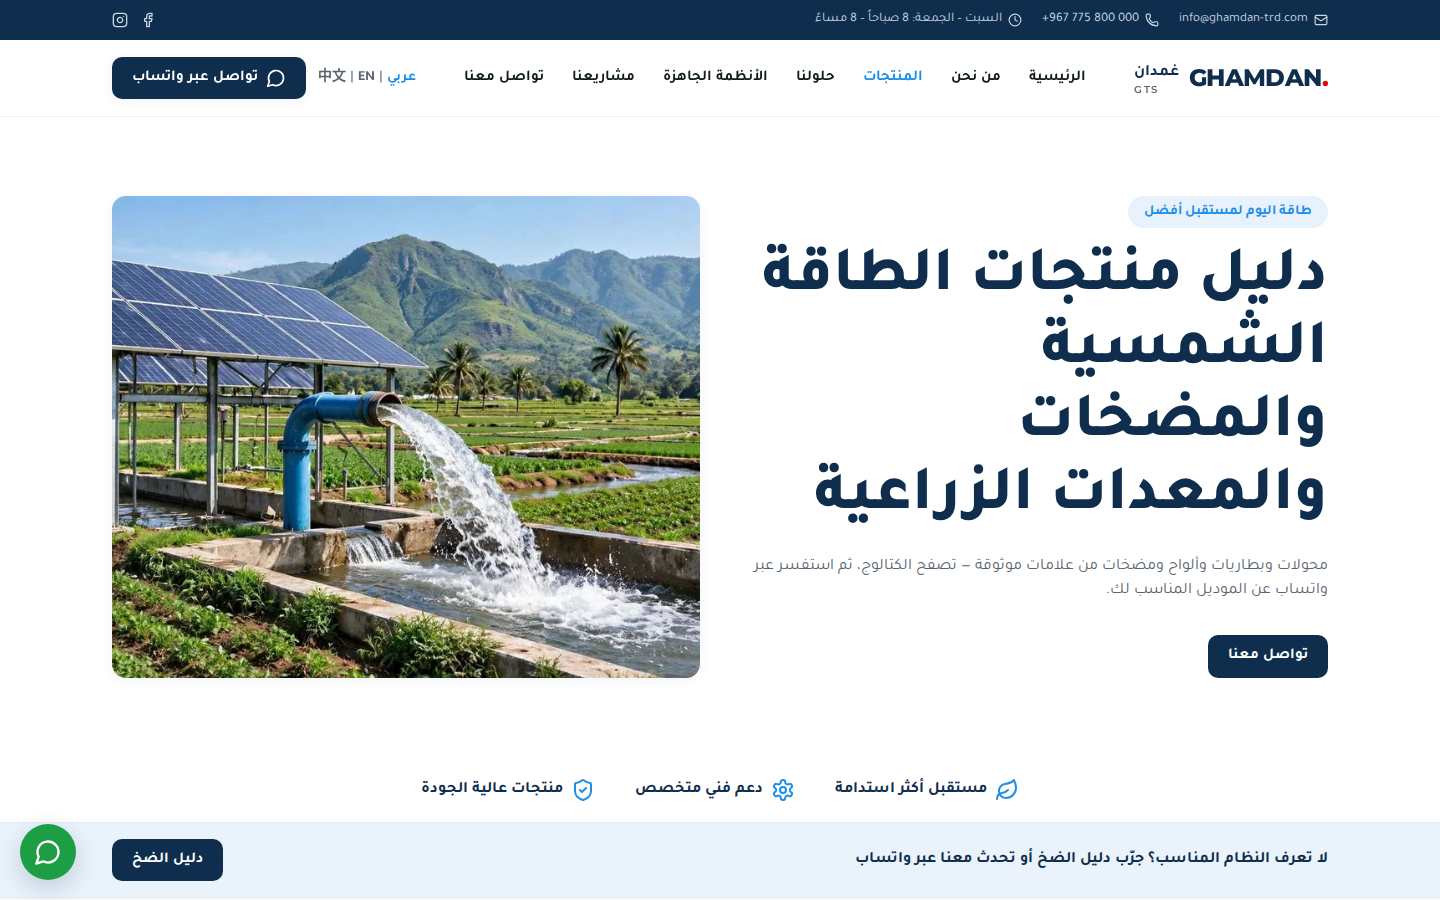 info@ghamdan-trd.com
+967 775 800 000
السبت - الجمعة: 8 صباحاً - 8 مساءً
GHAMDAN.
غمدان
GTS
الرئيسية
من نحن
المنتجات
حلولنا
الأنظمة الجاهزة
مشاريعنا
تواصل معنا
عربي | EN | 中文
تواصل عبر واتساب
طاقة اليوم لمستقبل أفضل
دليل منتجات الطاقة
الشمسية
والمضخات
والمعدات الزراعية
محولات وبطاريات وألواح ومضخات من علامات موثوقة — تصفح الكتالوج، ثم استفسر عبر
واتساب عن الموديل المناسب لك.
تواصل معنا
مستقبل أكثر استدامة
دعم فني متخصص
منتجات عالية الجودة
لا تعرف النظام المناسب؟ جرّب دليل الضخ أو تحدث معنا عبر واتساب
دليل الضخ